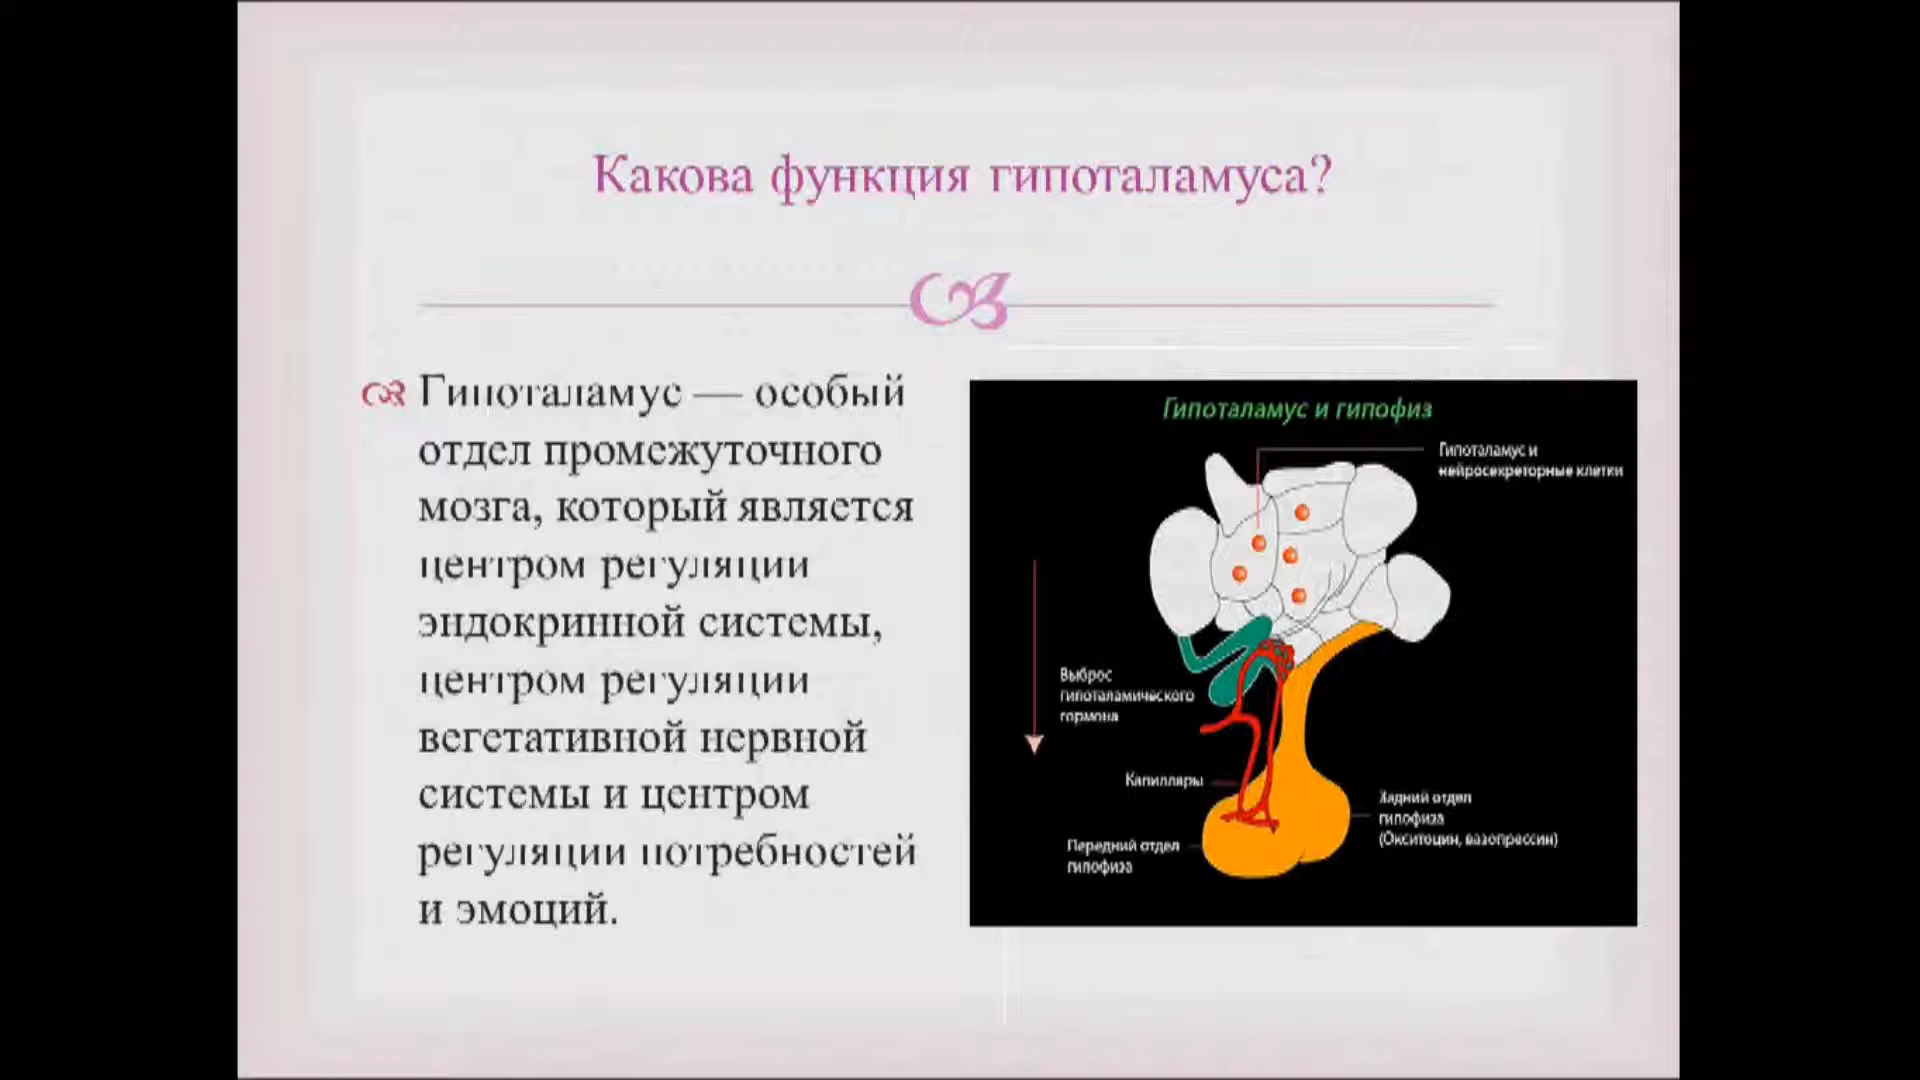 Какова функция гипоталамуса?
Гипоталамус — особый
отдел промежуточного
мозга, который является
центром регуляции
эндокринной системы,
центром регуляции
вегетативной нервной
системы и центром
регуляции потребностей
и эмоций.
Гипоталамус и гипофиз
Гипоталамус и
нейросекреторные клетки
Выброс
гипоталамического
гормона
Капилляры
Передний отдел
гипофиза
Задний отдел
гипофиза
(Окситоцин, вазопрессин)